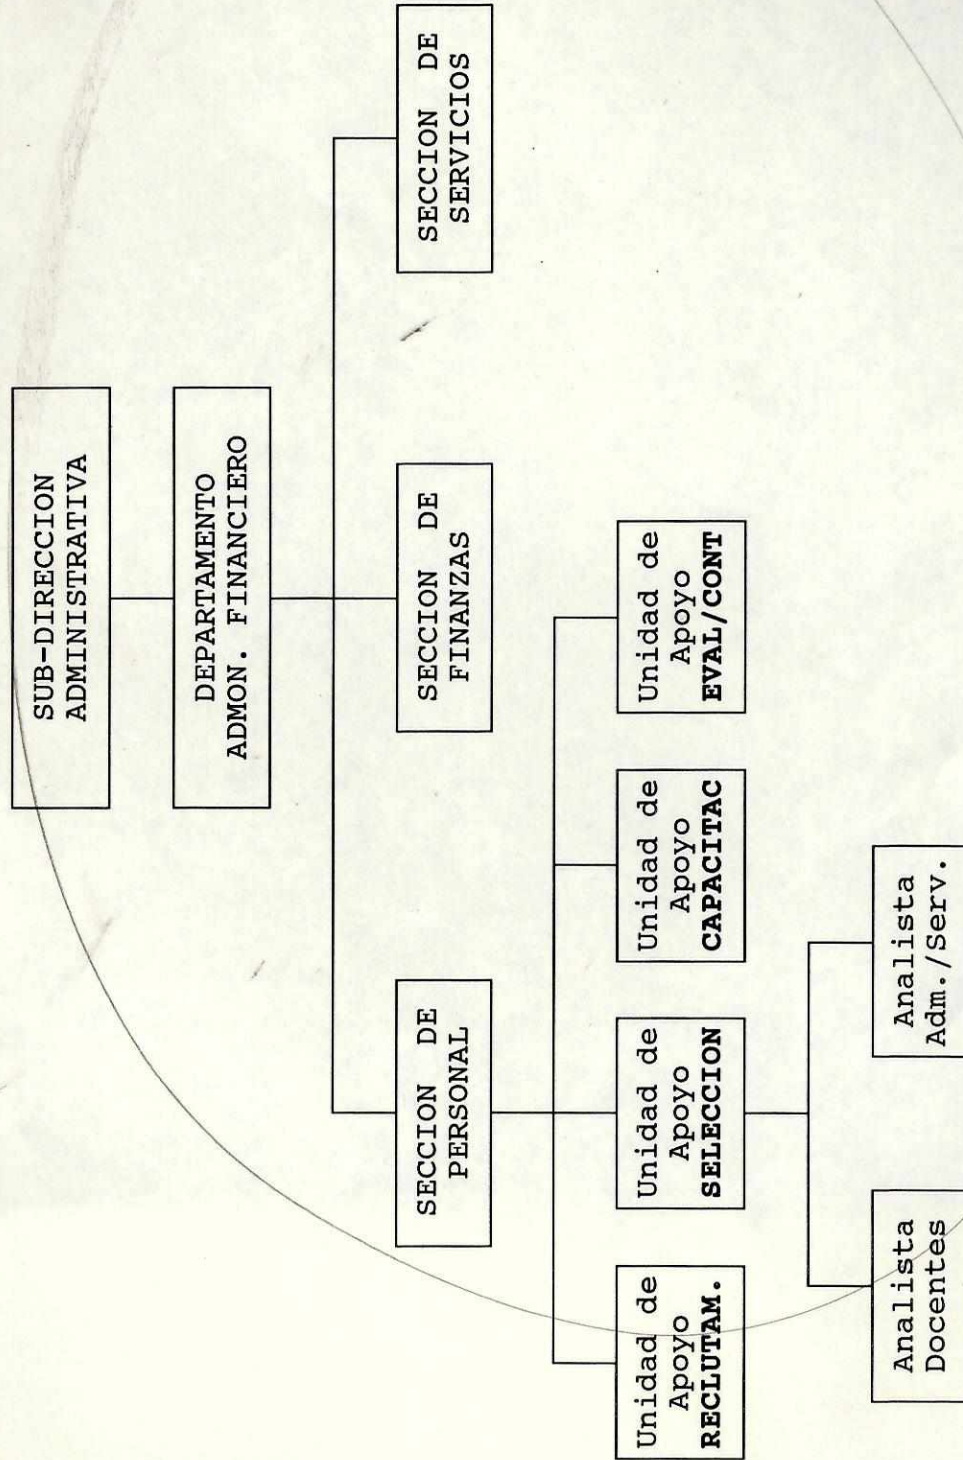 SUB-DIRECCION
ADMINISTRATIVA
DEPARTAMENTO
ADMON. FINANCIERO
SECCION DE
PERSONAL
SECCION DE
FINANZAS
SECCION DE
SERVICIOS
Unidad de
Apoyo
RECLUTAM.
Unidad de
Apoyo
SELECCION
Unidad de
Apoyo
CAPACITAC
Unidad de
Apoyo
EVAL/CONT
Analista
Docentes
Analista
Adm./Serv.